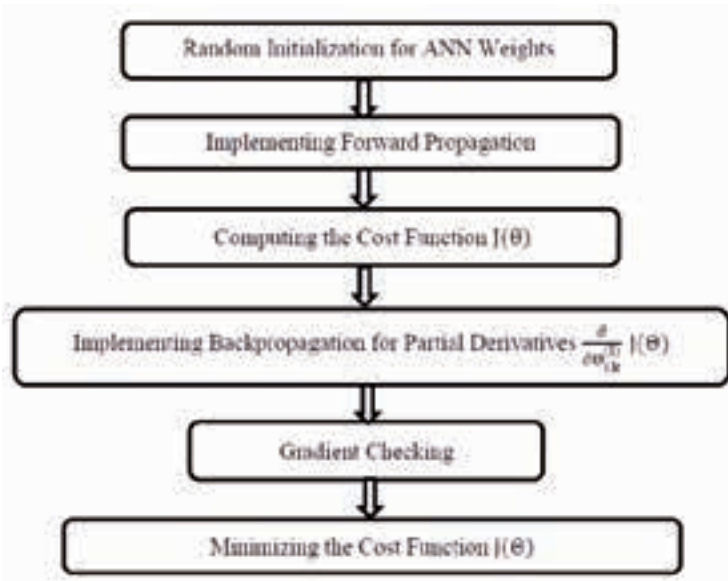 Random Initialization for ANN Weights
Implementing Forward Propagation
Computing the Cost Function J(θ)
Implementing Backpropagation for Partial Derivatives ∂/∂Θ J(Θ)
Gradient Checking
Minimizing the Cost Function J(Θ)